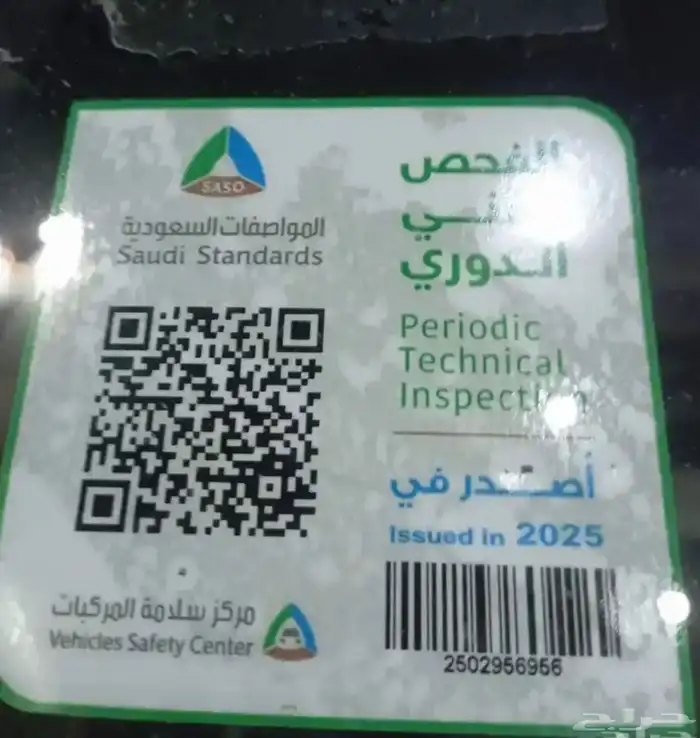 SASO
المواصفات السعودية
Saudi Standards
الفحص
الدوري
Periodic
Technical
أصدر في
Issued in 2025
2502956956
مركز سلامة المركبات
Vehicles Safety Center
حراج